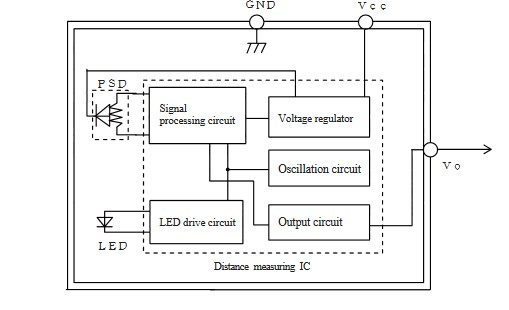 GND
Vcc
PSD
Signal
processing circuit
Voltage regulator
Oscillation circuit
Vo
LED drive circuit
Output circuit
LED
Distance measuring IC